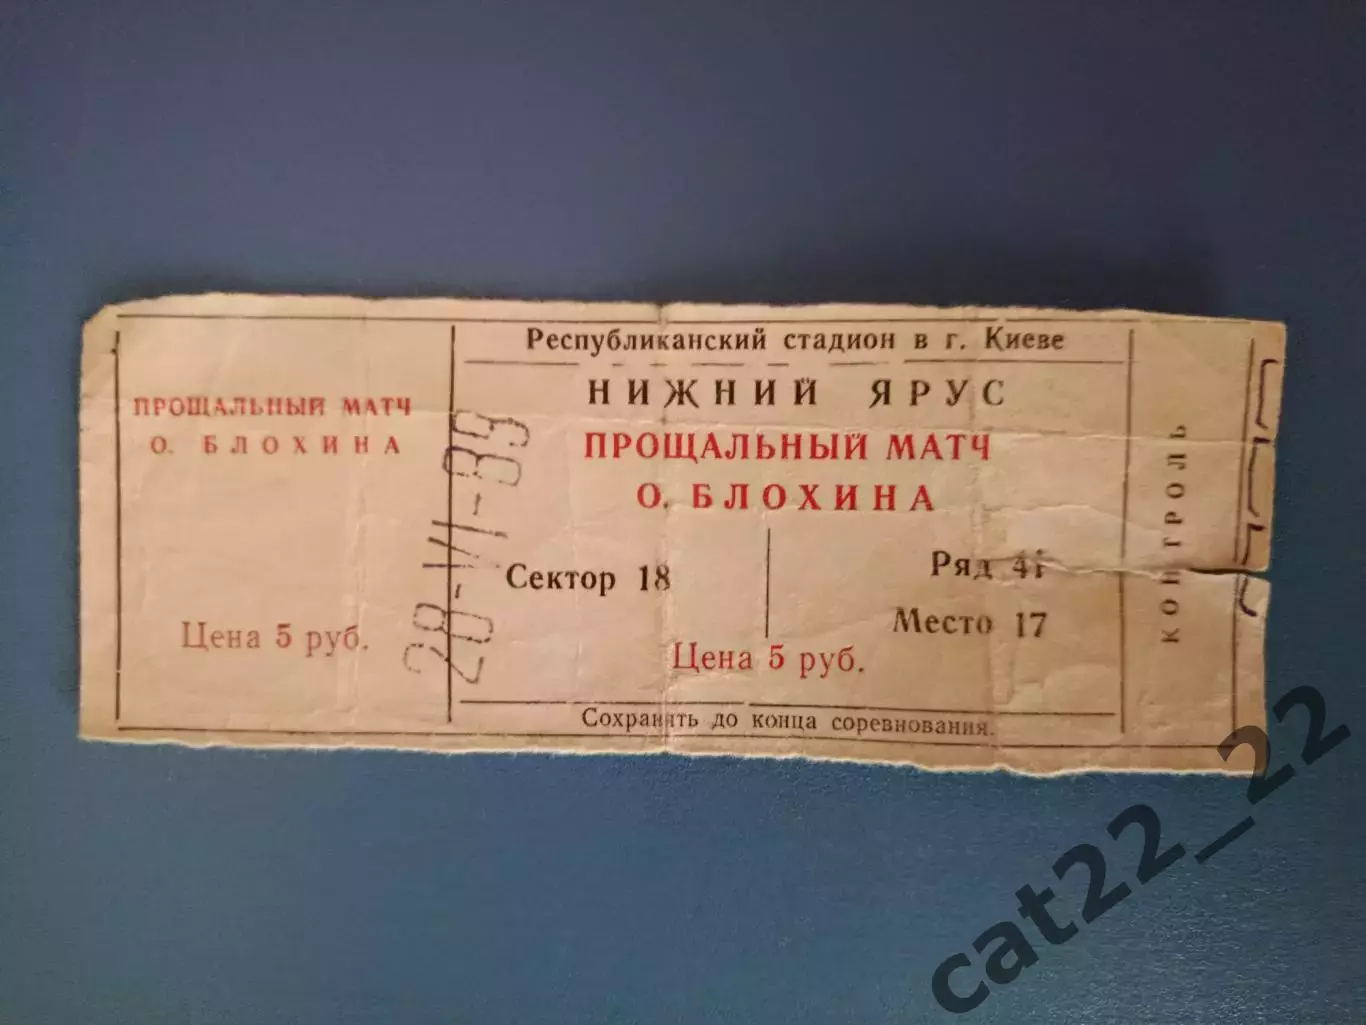 ПРОЩАЛЬНЫЙ МАТЧ
О. БЛОХИНА
Цена 5 руб.
28-VI-89
Республиканский стадион в г. Киеве
НИЖНИЙ ЯРУС
ПРОЩАЛЬНЫЙ МАТЧ
О. БЛОХИНА
Сектор 18
Ряд 41
Место 17
Цена 5 руб.
Сохранять до конца соревнования.
КОНТРОЛЬ
cat22_22